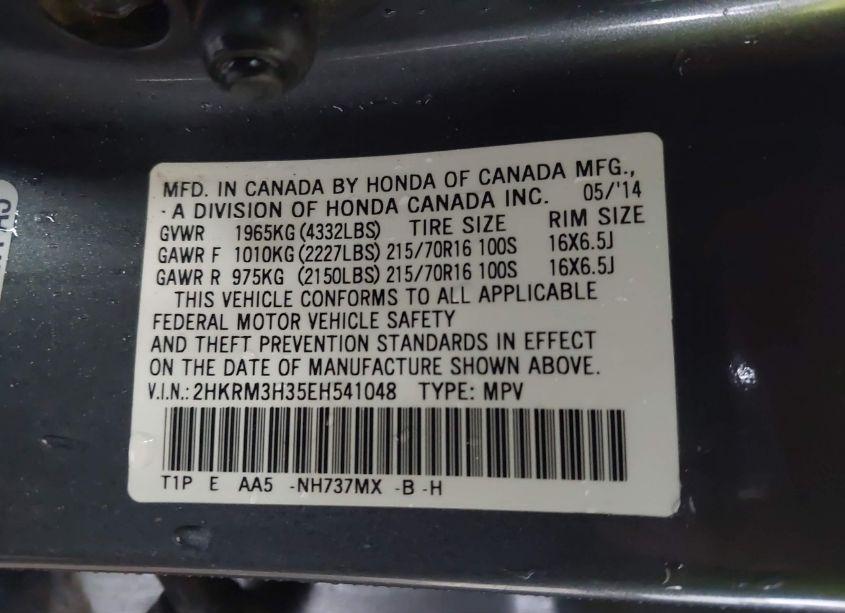 MFD. IN CANADA BY HONDA OF CANADA MFG.,
- A DIVISION OF HONDA CANADA INC. 05/'14
GVWR 1965KG (4332LBS) TIRE SIZE RIM SIZE
GAWR F 1010KG (2227LBS) 215/70R16 100S 16X6.5J
GAWR R 975KG (2150LBS) 215/70R16 100S 16X6.5J
THIS VEHICLE CONFORMS TO ALL APPLICABLE
FEDERAL MOTOR VEHICLE SAFETY
AND THEFT PREVENTION STANDARDS IN EFFECT
ON THE DATE OF MANUFACTURE SHOWN ABOVE.
V.I.N.: 2HKRM3H35EH541048 TYPE: MPV
T1P E AA5 -NH737MX -B -H